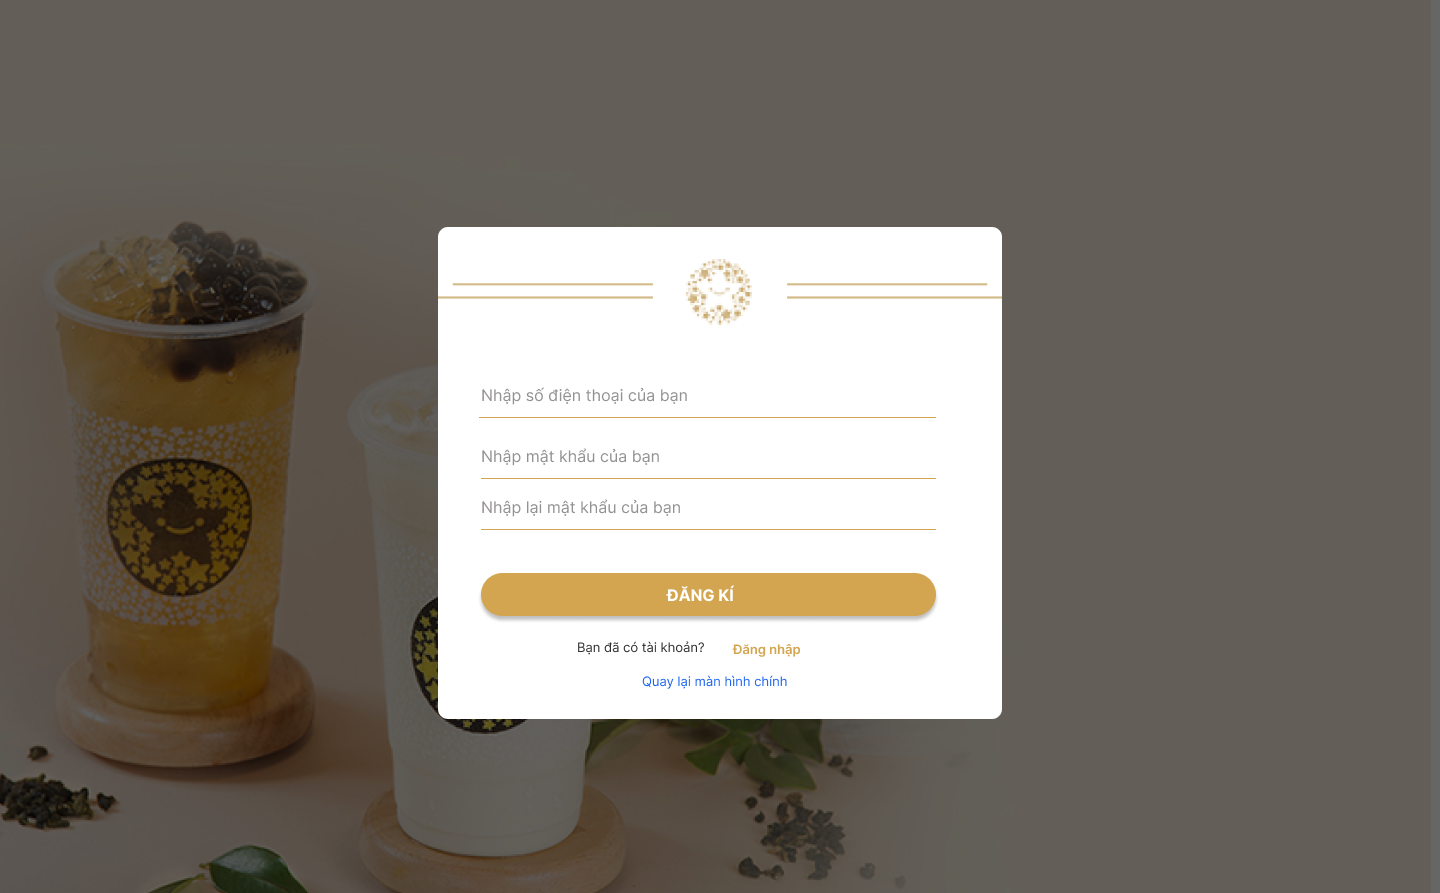 Nhập số điện thoại của bạn
Nhập mật khẩu của bạn
Nhập lại mật khẩu của bạn
ĐĂNG KÍ
Bạn đã có tài khoản? Đăng nhập
Quay lại màn hình chính